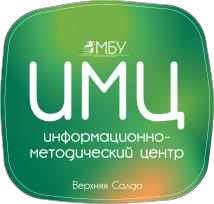 МБУ
ИМЦ
информационно-
методический центр
Верхняя Салда